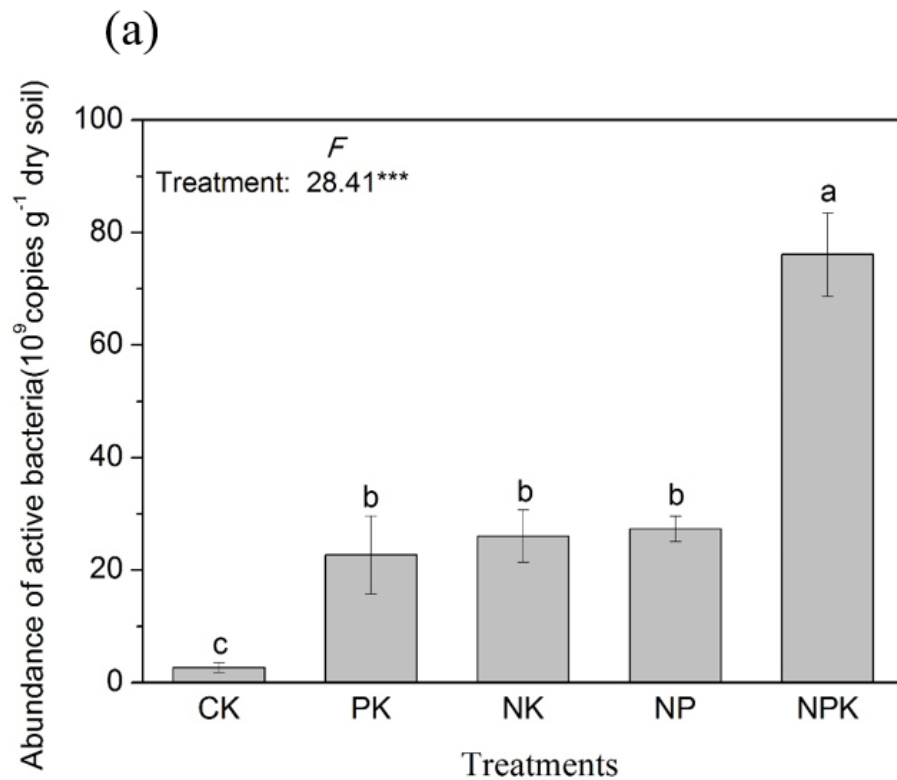 (a)
Abundance of active bacteria(10⁹copies g⁻¹ dry soil)
100
80
60
40
20
0
F
Treatment: 28.41***
c
b
b
b
a
CK PK NK NP NPK
Treatments